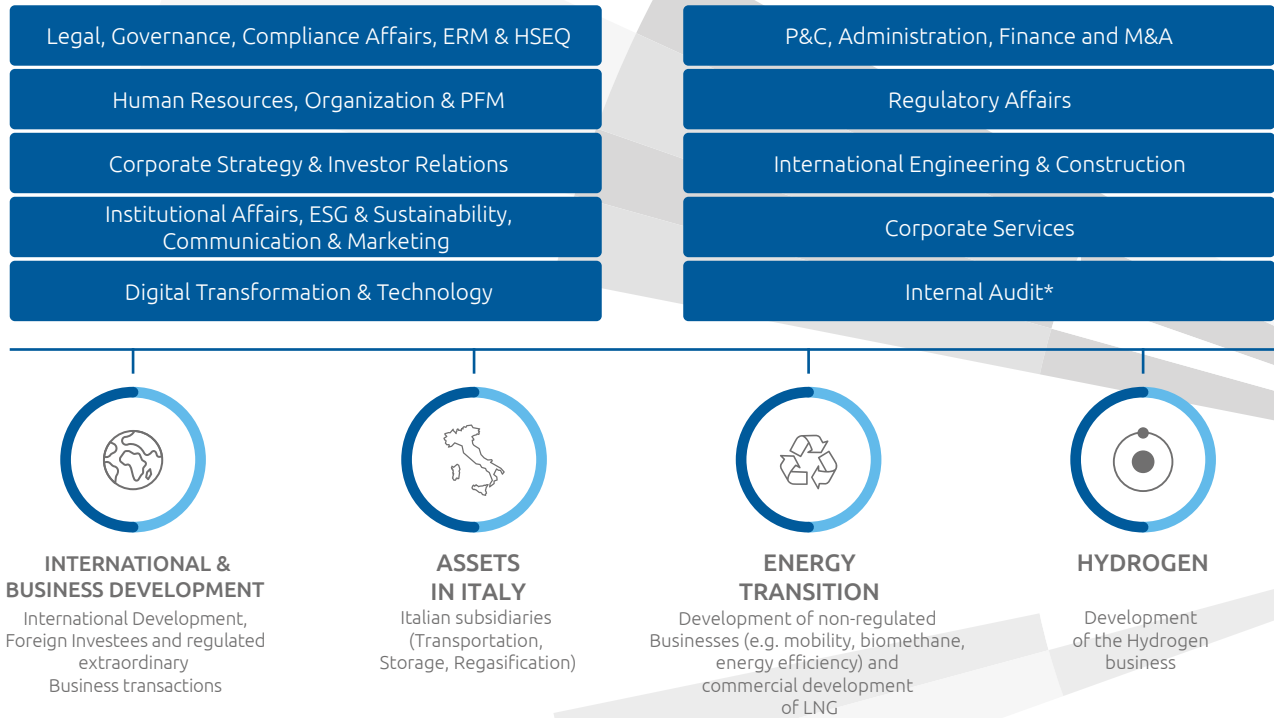 Legal, Governance, Compliance Affairs, ERM & HSEQ
Human Resources, Organization & PFM
Corporate Strategy & Investor Relations
Institutional Affairs, ESG & Sustainability,
Communication & Marketing
Digital Transformation & Technology
P&C, Administration, Finance and M&A
Regulatory Affairs
International Engineering & Construction
Corporate Services
Internal Audit*
INTERNATIONAL &
BUSINESS DEVELOPMENT
International Development,
Foreign Investees and regulated
extraordinary
Business transactions
ASSETS
IN ITALY
Italian subsidiaries
(Transportation,
Storage, Regasification)
ENERGY
TRANSITION
Development of non-regulated
Businesses (e.g. mobility, biomethane,
energy efficiency) and
commercial development
of LNG
HYDROGEN
Development
of the Hydrogen
business